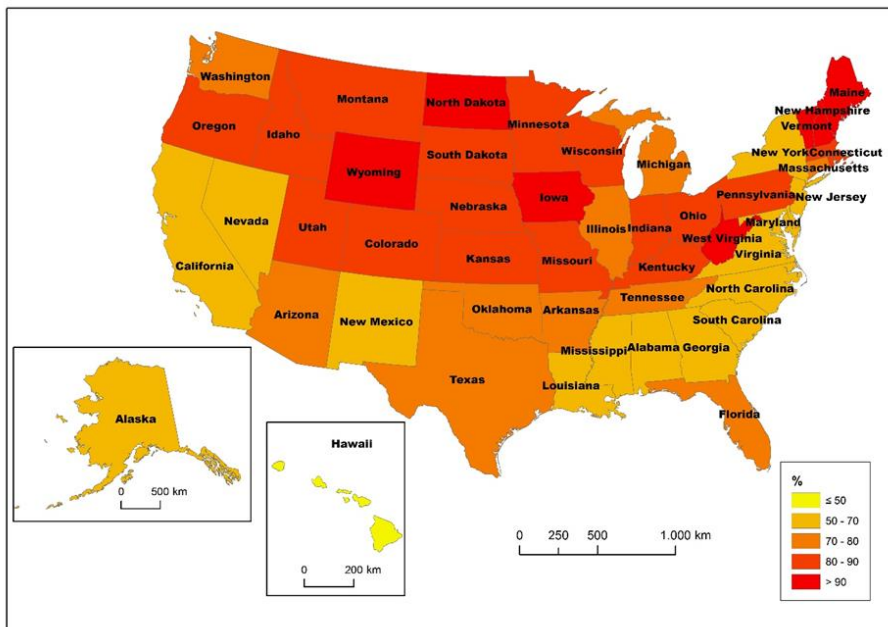 Washington
Montana
North Dakota
Minnesota
Maine
New Hampshire
Vermont
Oregon
Idaho
Wyoming
South Dakota
Wisconsin
Michigan
New York
Connecticut
Massachusetts
Iowa
Nebraska
Pennsylvania
New Jersey
Nevada
Utah
Colorado
Kansas
Missouri
Illinois
Indiana
Ohio
Maryland
West Virginia
Virginia
Kentucky
California
Arizona
New Mexico
Oklahoma
Arkansas
Tennessee
North Carolina
South Carolina
Texas
Louisiana
Mississippi
Alabama
Georgia
Florida
Alaska
0 500 km
Hawaii
0 200 km
0 250 500 1.000 km
%
≤ 50
50 - 70
70 - 80
80 - 90
> 90